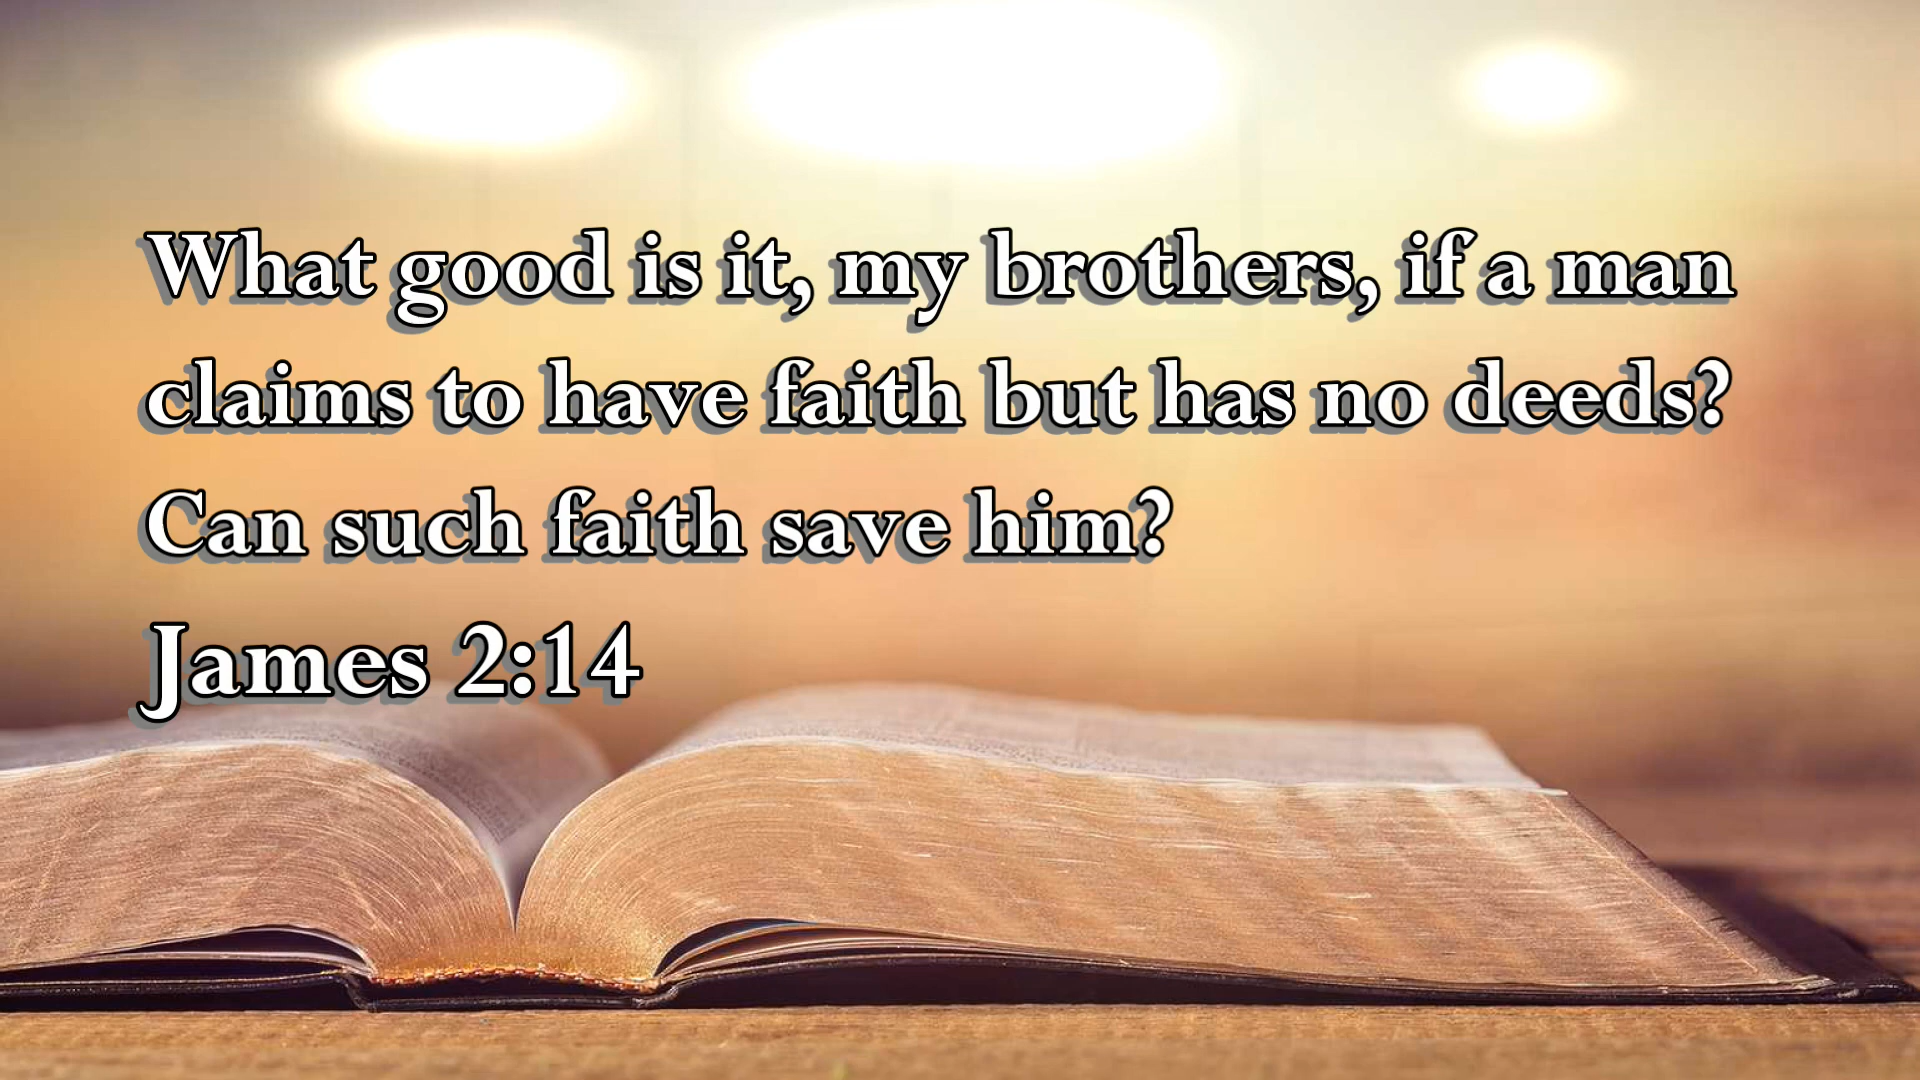 What good is it, my brothers, if a man
claims to have faith but has no deeds?
Can such faith save him?
James 2:14